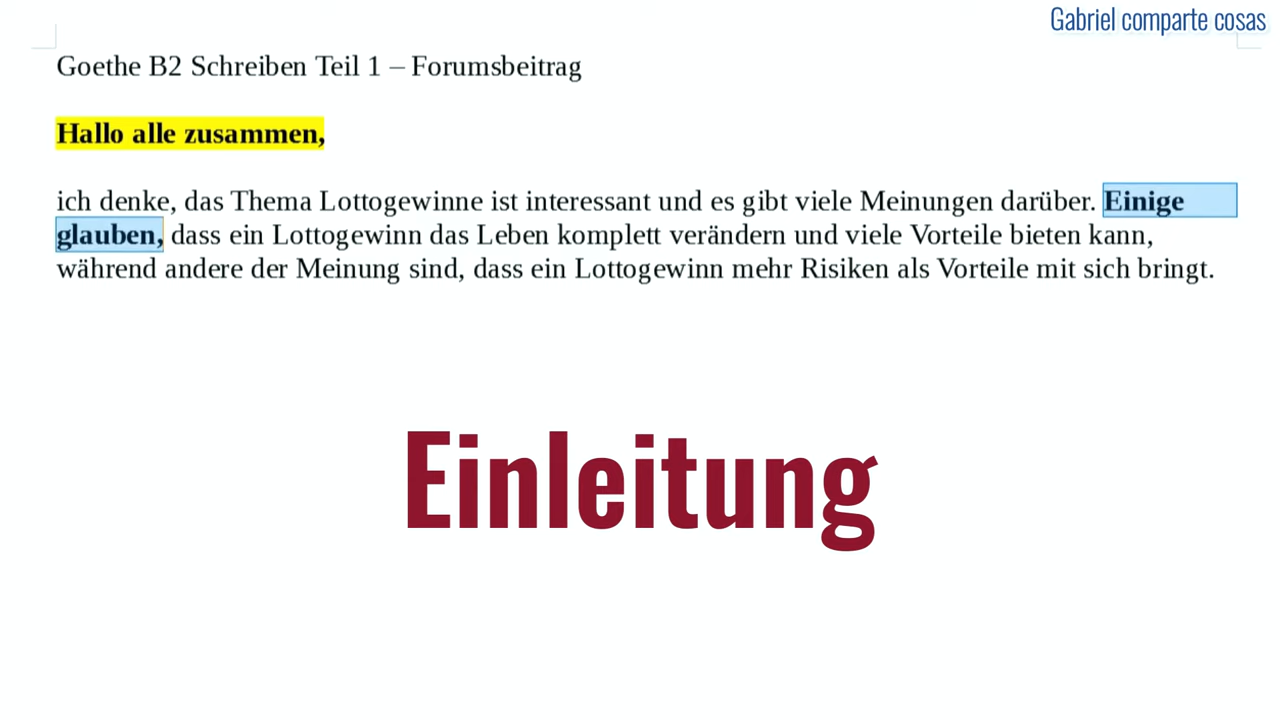 Gabriel comparte cosas
Goethe B2 Schreiben Teil 1 – Forumsbeitrag
Hallo alle zusammen,
ich denke, das Thema Lottogewinne ist interessant und es gibt viele Meinungen darüber. Einige
glauben, dass ein Lottogewinn das Leben komplett verändern und viele Vorteile bieten kann,
während andere der Meinung sind, dass ein Lottogewinn mehr Risiken als Vorteile mit sich bringt.
Einleitung